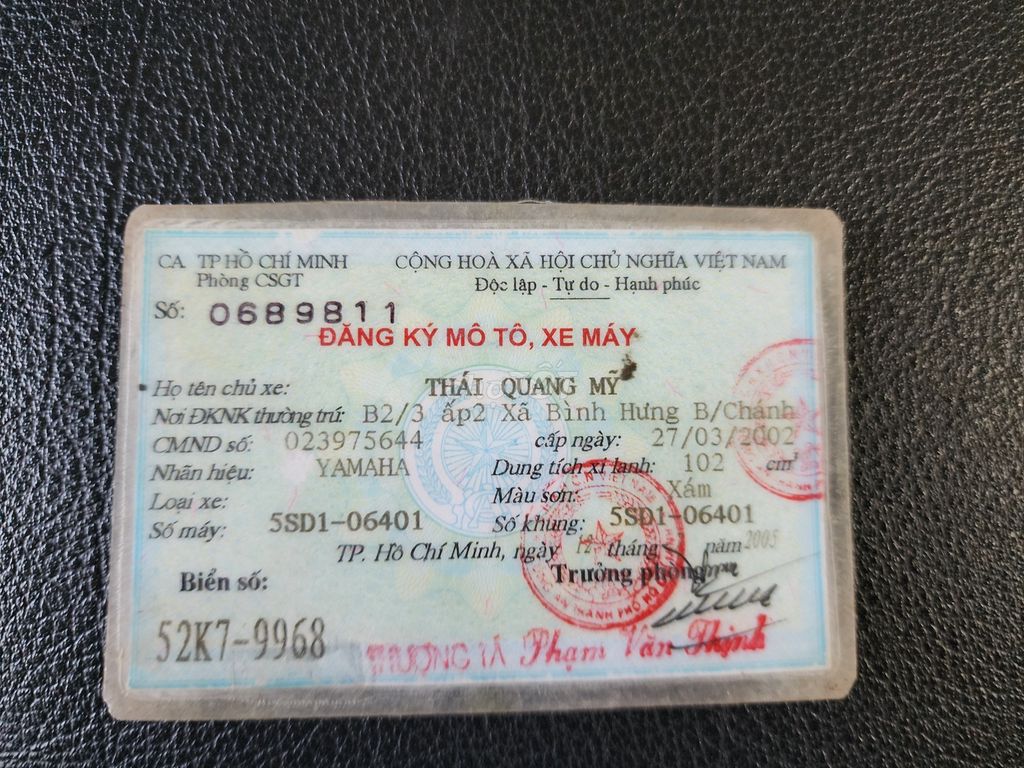 CA TP HỒ CHÍ MINH CỘNG HOÀ XÃ HỘI CHỦ NGHĨA VIỆT NAM
Phòng CSGT Độc lập - Tự do - Hạnh phúc
Số: 0689811
ĐĂNG KÝ MÔ TÔ, XE MÁY
Họ tên chủ xe: THÁI QUANG MỸ
Nơi ĐKNK thường trú: B2/3 ấp2 Xã Bình Hưng B/Chánh
CMND số: 023975644 cấp ngày: 27/03/2002
Nhãn hiệu: YAMAHA Dung tích xi lanh: 102 cm³
Loại xe: Màu sơn: Xám
Số máy: 5SD1-06401 Số khung: 5SD1-06401
TP. Hồ Chí Minh, ngày 12 tháng năm 2005
Biển số: Trưởng phòng
52K7-9968
TRƯỢNG TÁ Phạm Văn Thịnh